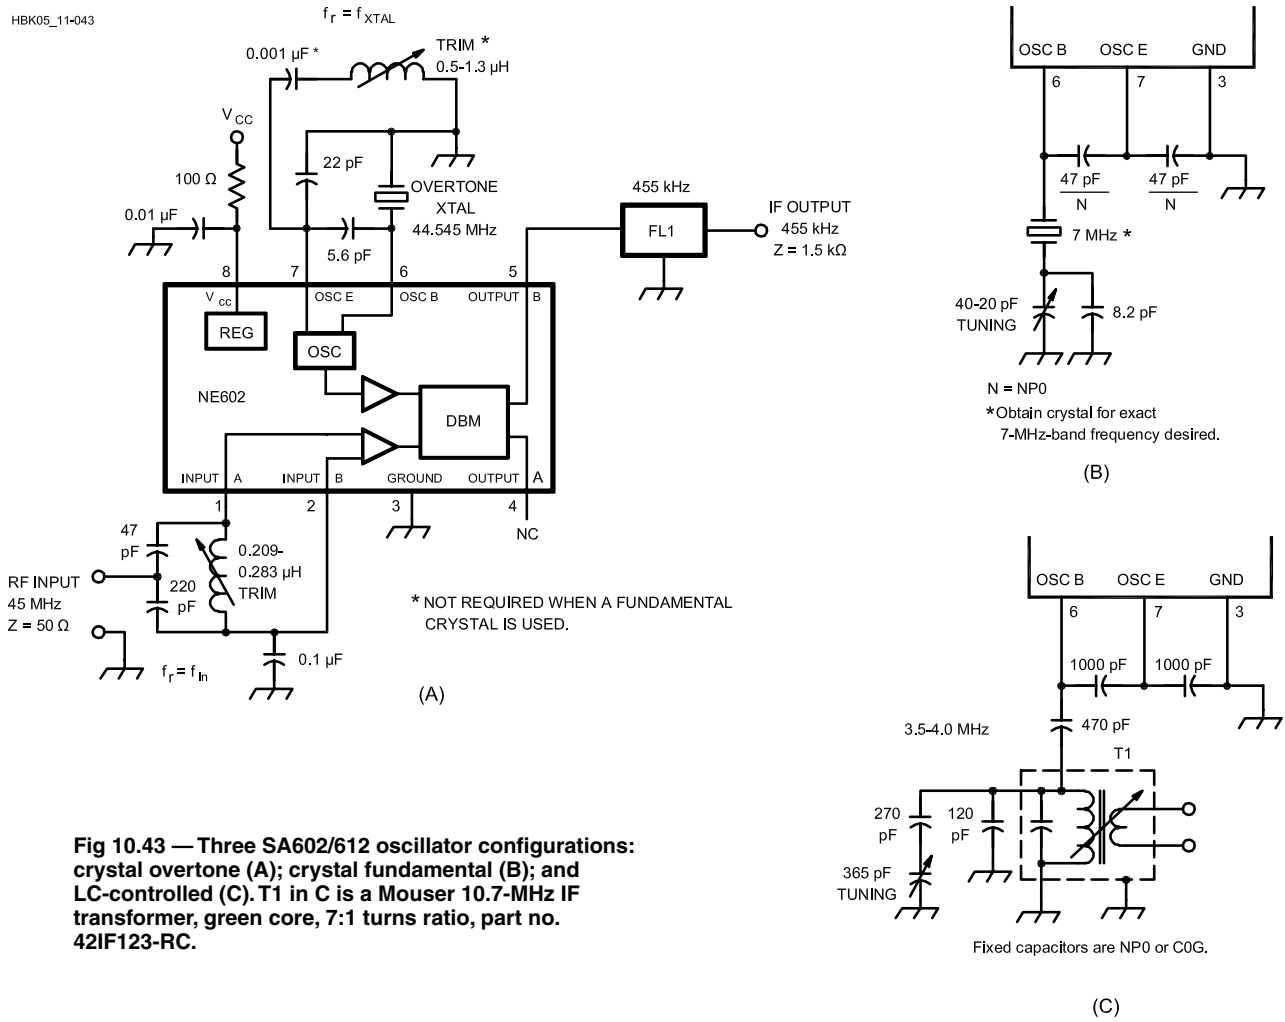 HBK05_11-043
f r = f XTAL
0.001 µF *
TRIM *
0.5-1.3 µH
V CC
100 Ω
22 pF
0.01 µF
5.6 pF
OVERTONE
XTAL
44.545 MHz
455 kHz
FL1
IF OUTPUT
455 kHz
Z = 1.5 kΩ
8
7
6
5
V cc
OSC E
OSC B
OUTPUT
B
REG
OSC
NE602
DBM
INPUT
A
INPUT
B
GROUND
OUTPUT
A
1
2
3
4
NC
47
pF
220
pF
0.209-
0.283 µH
TRIM
RF INPUT
45 MHz
Z = 50 Ω
f r = f In
0.1 µF
* NOT REQUIRED WHEN A FUNDAMENTAL
CRYSTAL IS USED.
(A)
OSC B
OSC E
GND
6
7
3
47 pF
N
47 pF
N
7 MHz *
40-20 pF
TUNING
8.2 pF
N = NP0
*Obtain crystal for exact
7-MHz-band frequency desired.
(B)
OSC B
OSC E
GND
6
7
3
1000 pF
1000 pF
470 pF
3.5-4.0 MHz
T1
270
pF
120
pF
365 pF
TUNING
Fixed capacitors are NP0 or C0G.
(C)
Fig 10.43 — Three SA602/612 oscillator configurations:
crystal overtone (A); crystal fundamental (B); and
LC-controlled (C). T1 in C is a Mouser 10.7-MHz IF
transformer, green core, 7:1 turns ratio, part no.
42IF123-RC.